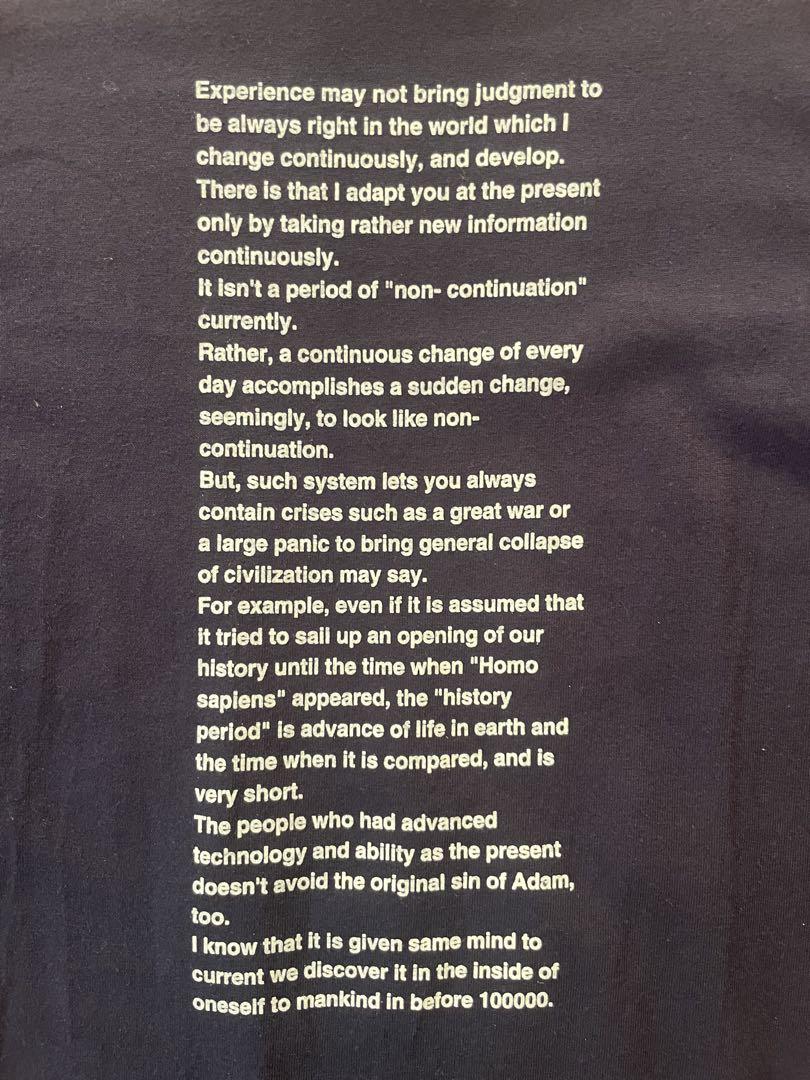 Experience may not bring judgment to
be always right in the world which I
change continuously, and develop.
There is that I adapt you at the present
only by taking rather new information
continuously.
It isn't a period of "non- continuation"
currently.
Rather, a continuous change of every
day accomplishes a sudden change,
seemingly, to look like non-
continuation.
But, such system lets you always
contain crises such as a great war or
a large panic to bring general collapse
of civilization may say.
For example, even if it is assumed that
it tried to sail up an opening of our
history until the time when "Homo
sapiens" appeared, the "history
period" is advance of life in earth and
the time when it is compared, and is
very short.
The people who had advanced
technology and ability as the present
doesn't avoid the original sin of Adam,
too.
I know that it is given same mind to
current we discover it in the inside of
oneself to mankind in before 100000.